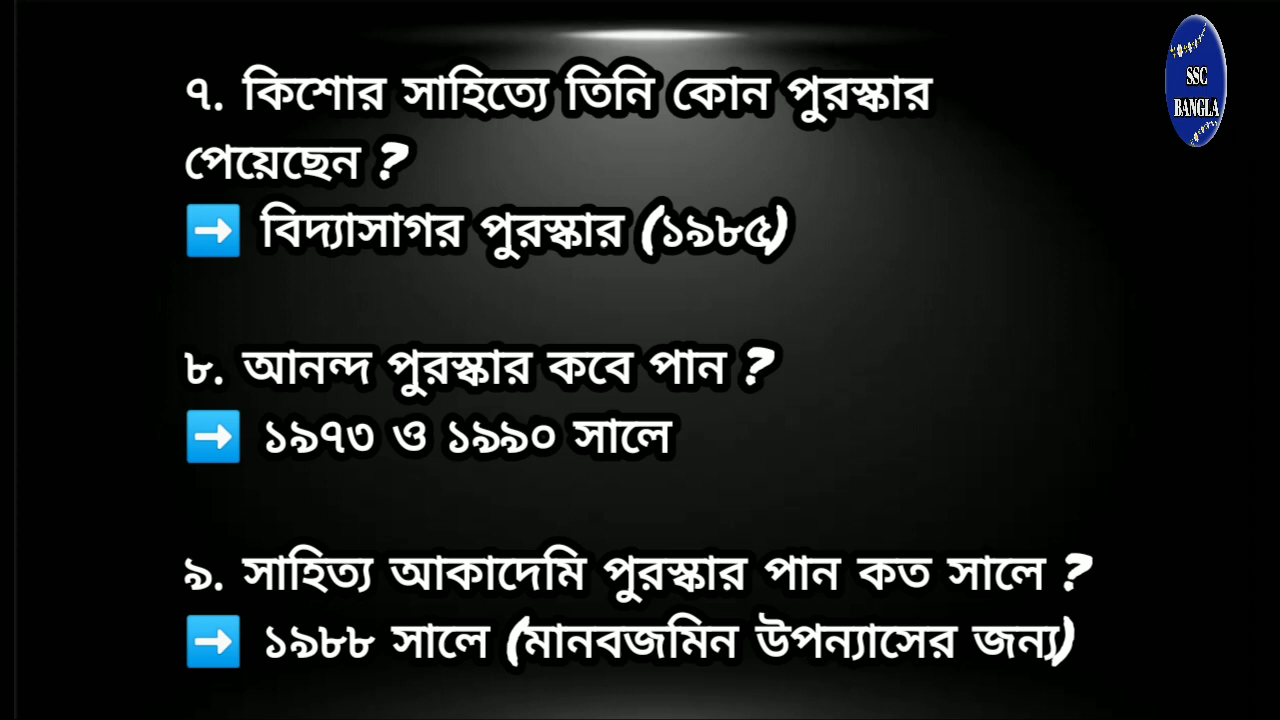 ৭. কিশোর সাহিত্যে তিনি কোন পুরস্কার
পেয়েছেন ?
➡ বিদ্যাসাগর পুরস্কার (১৯৮৫)
৮. আনন্দ পুরস্কার কবে পান ?
➡ ১৯৭৩ ও ১৯৯০ সালে
৯. সাহিত্য আকাদেমি পুরস্কার পান কত সালে ?
➡ ১৯৮৮ সালে (মানবজমিন উপন্যাসের জন্য)
SSC
BANGLA